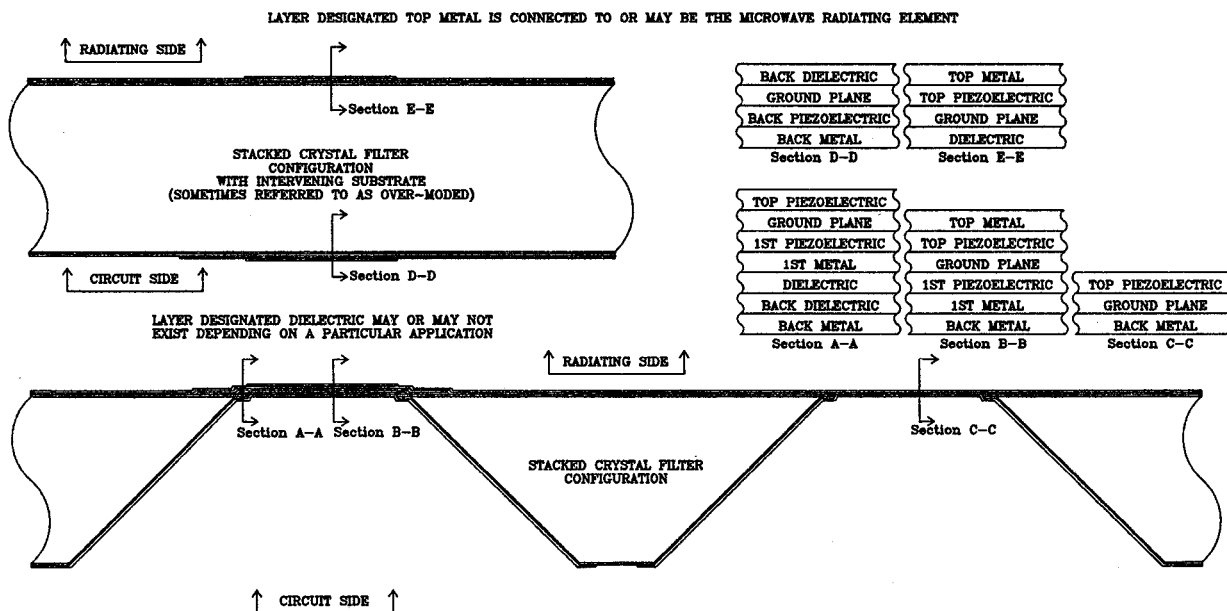 LAYER DESIGNATED TOP METAL IS CONNECTED TO OR MAY BE THE MICROWAVE RADIATING ELEMENT
RADIATING SIDE
Section E-E
STACKED CRYSTAL FILTER
CONFIGURATION
WITH INTERVENING SUBSTRATE
(SOMETIMES REFERRED TO AS OVER-MODED)
Section D-D
CIRCUIT SIDE
BACK DIELECTRIC
GROUND PLANE
BACK PIEZOELECTRIC
BACK METAL
Section D-D
TOP METAL
TOP PIEZOELECTRIC
GROUND PLANE
DIELECTRIC
Section E-E
TOP PIEZOELECTRIC
GROUND PLANE
1ST PIEZOELECTRIC
1ST METAL
DIELECTRIC
BACK DIELECTRIC
BACK METAL
Section A-A
TOP METAL
TOP PIEZOELECTRIC
GROUND PLANE
1ST PIEZOELECTRIC
1ST METAL
BACK METAL
Section B-B
TOP PIEZOELECTRIC
GROUND PLANE
BACK METAL
Section C-C
LAYER DESIGNATED DIELECTRIC MAY OR MAY NOT
EXIST DEPENDING ON A PARTICULAR APPLICATION
RADIATING SIDE
Section A-A
Section B-B
Section C-C
STACKED CRYSTAL FILTER
CONFIGURATION
CIRCUIT SIDE